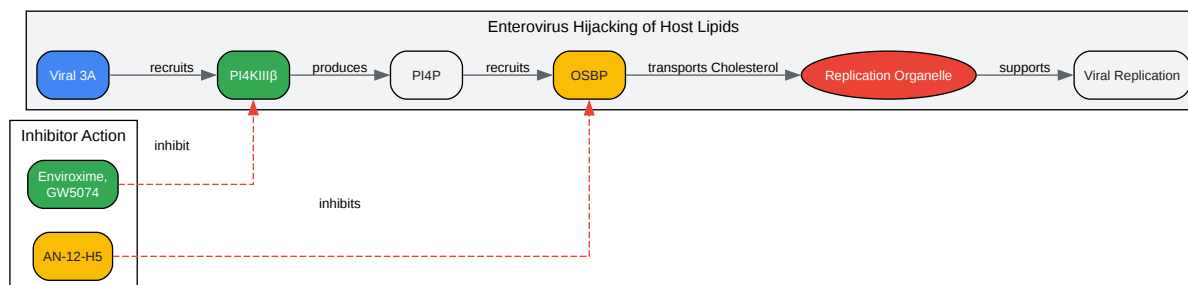 Enterovirus Hijacking of Host Lipids
Viral 3A
recruits
PI4KIIIβ
produces
PI4P
recruits
OSBP
transports Cholesterol
Replication Organelle
supports
Viral Replication
Inhibitor Action
inhibit
Enviroxime,
GW5074
inhibits
AN-12-H5